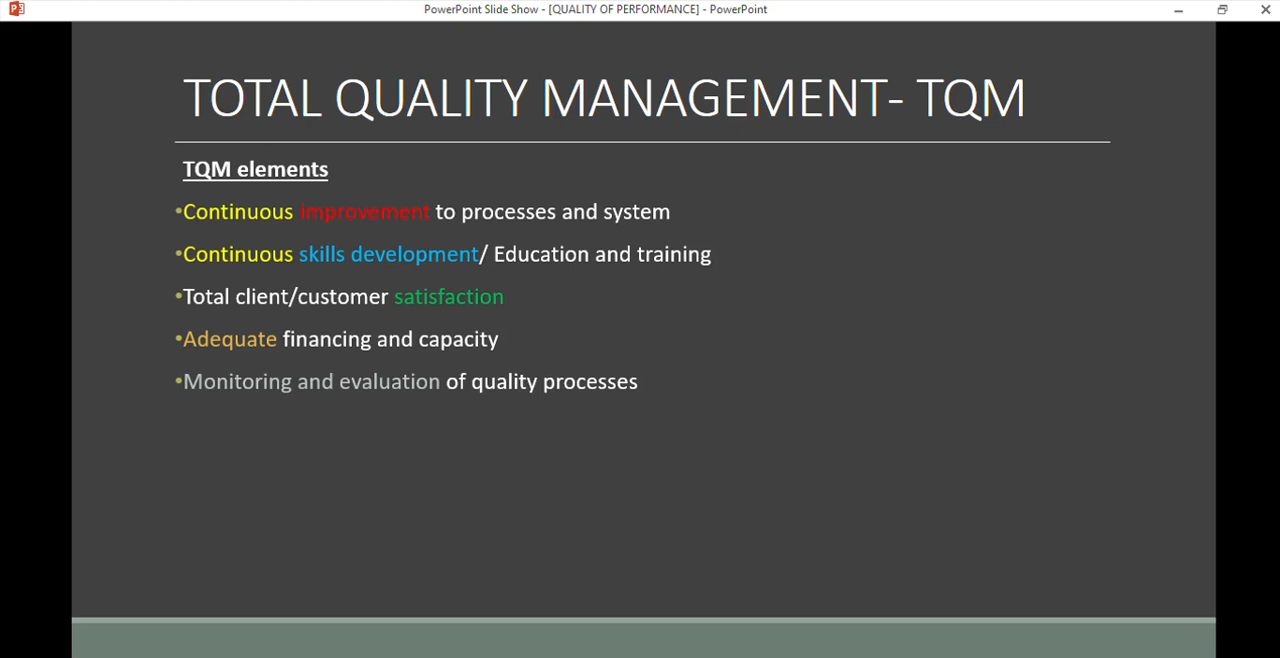 PowerPoint Slide Show - [QUALITY OF PERFORMANCE] - PowerPoint
TOTAL QUALITY MANAGEMENT- TQM
TQM elements
•Continuous improvement to processes and system
•Continuous skills development/ Education and training
•Total client/customer satisfaction
•Adequate financing and capacity
•Monitoring and evaluation of quality processes